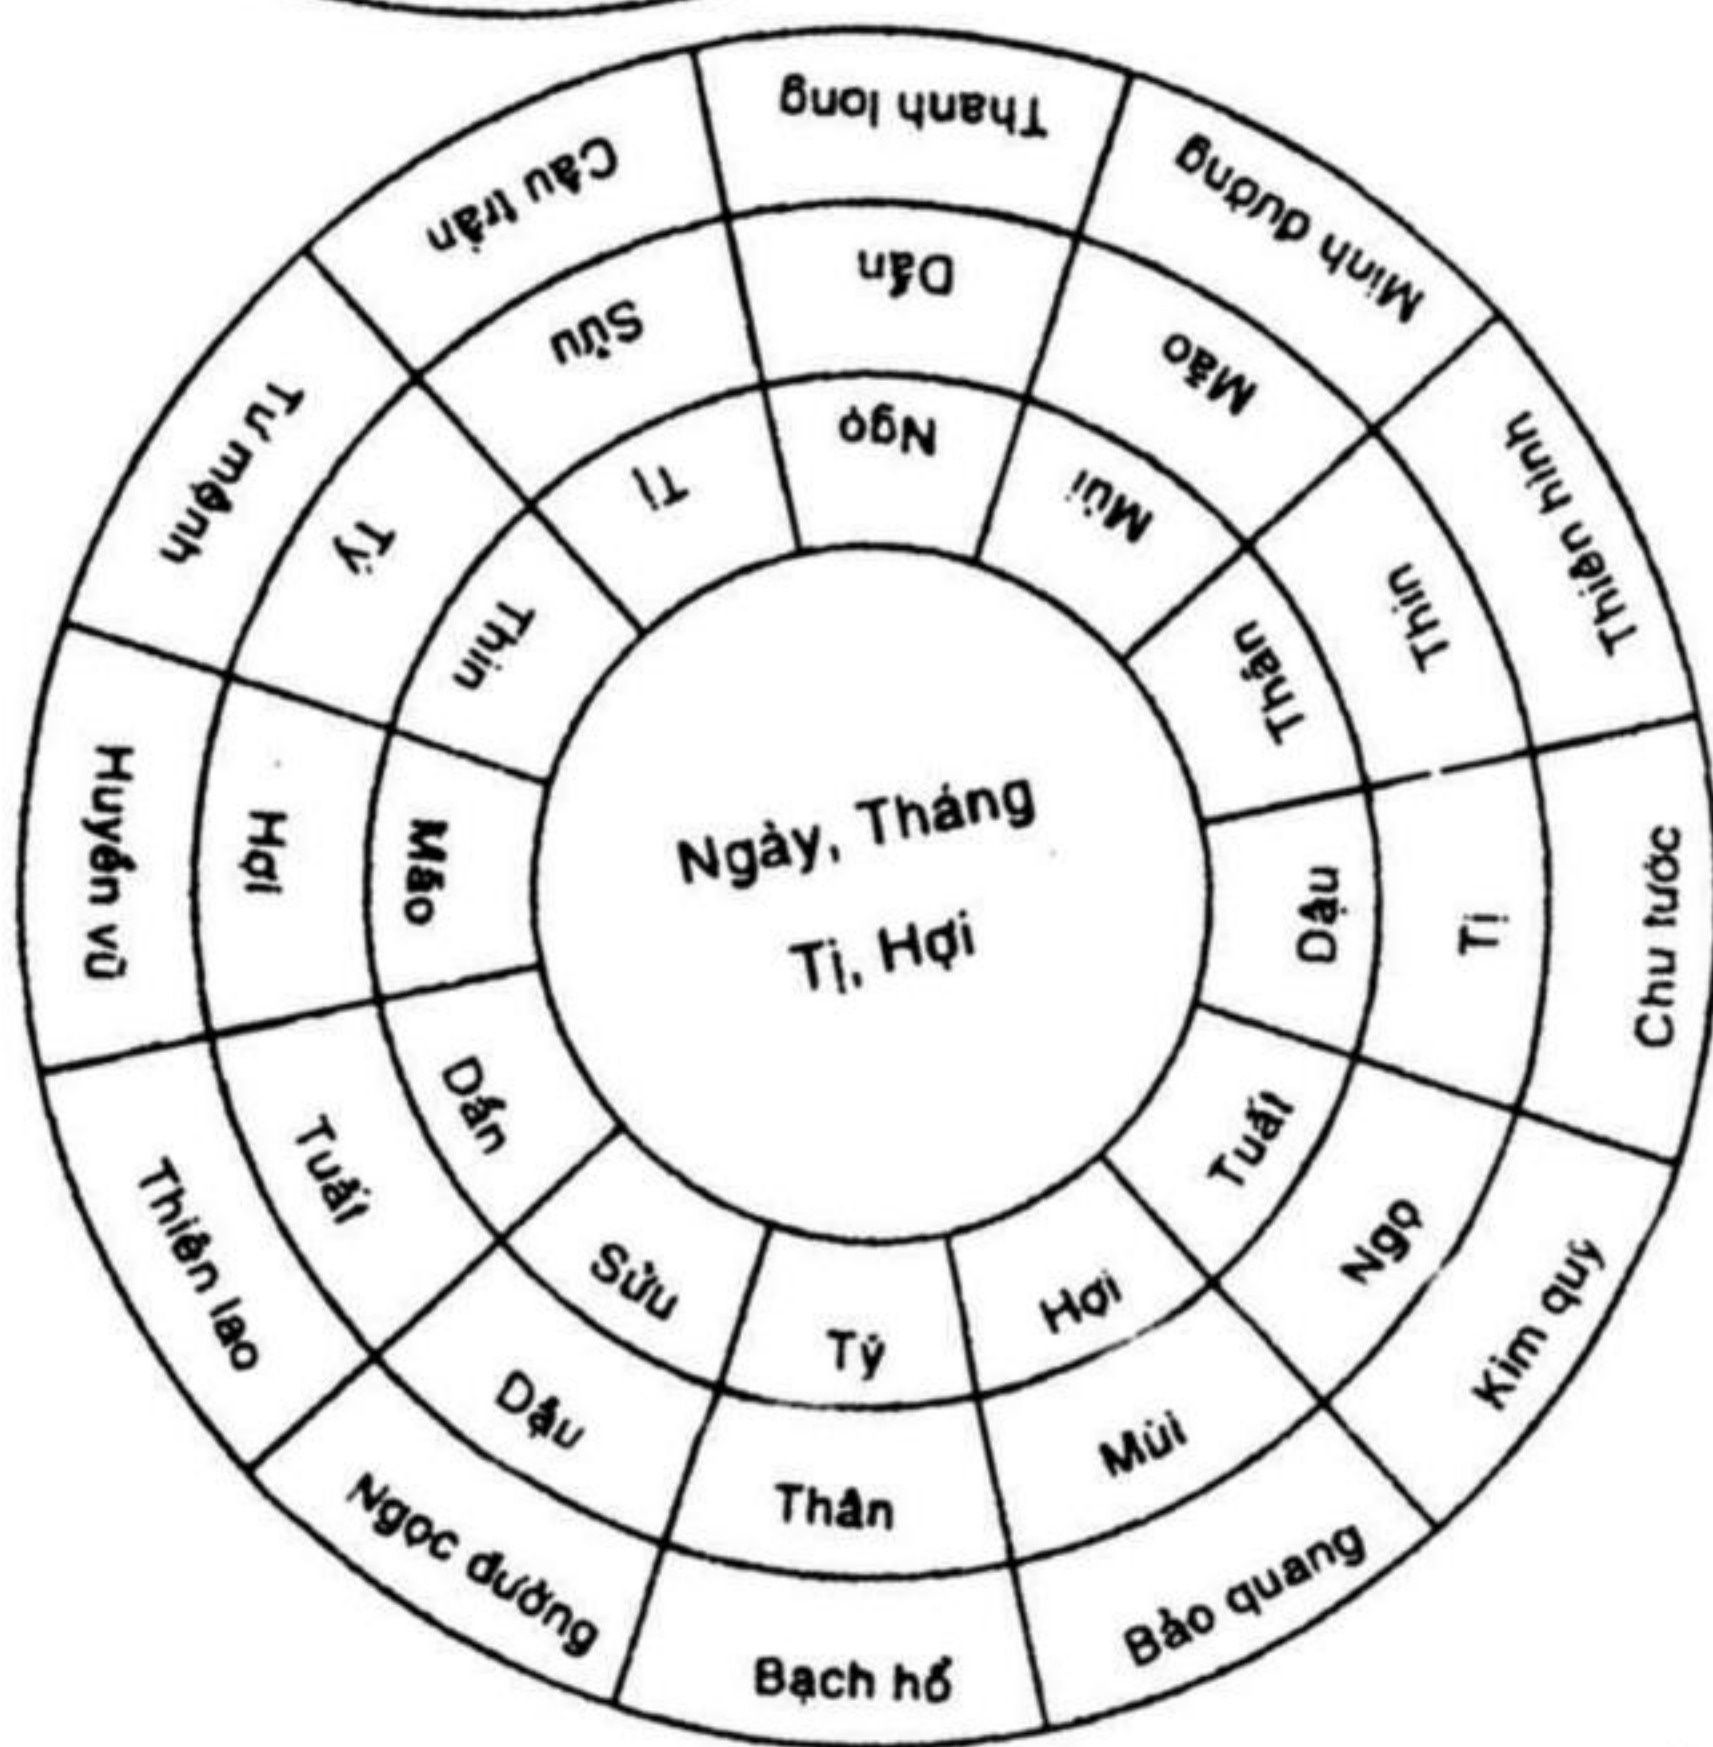 Thanh long
Minh đường
Thiên hình
Chu tước
Kim quỹ
Bảo quang
Bạch hổ
Ngọc đường
Thiên lao
Huyền vũ
Tư mệnh
Câu trần
Dần
Mão
Thìn
Tị
Ngọ
Mùi
Thân
Dậu
Tuất
Hợi
Tý
Sửu
Ngọ
Mùi
Thân
Dậu
Tuất
Hợi
Tý
Sửu
Dần
Mão
Thìn
Tị
Ngày, Tháng
Tị, Hợi